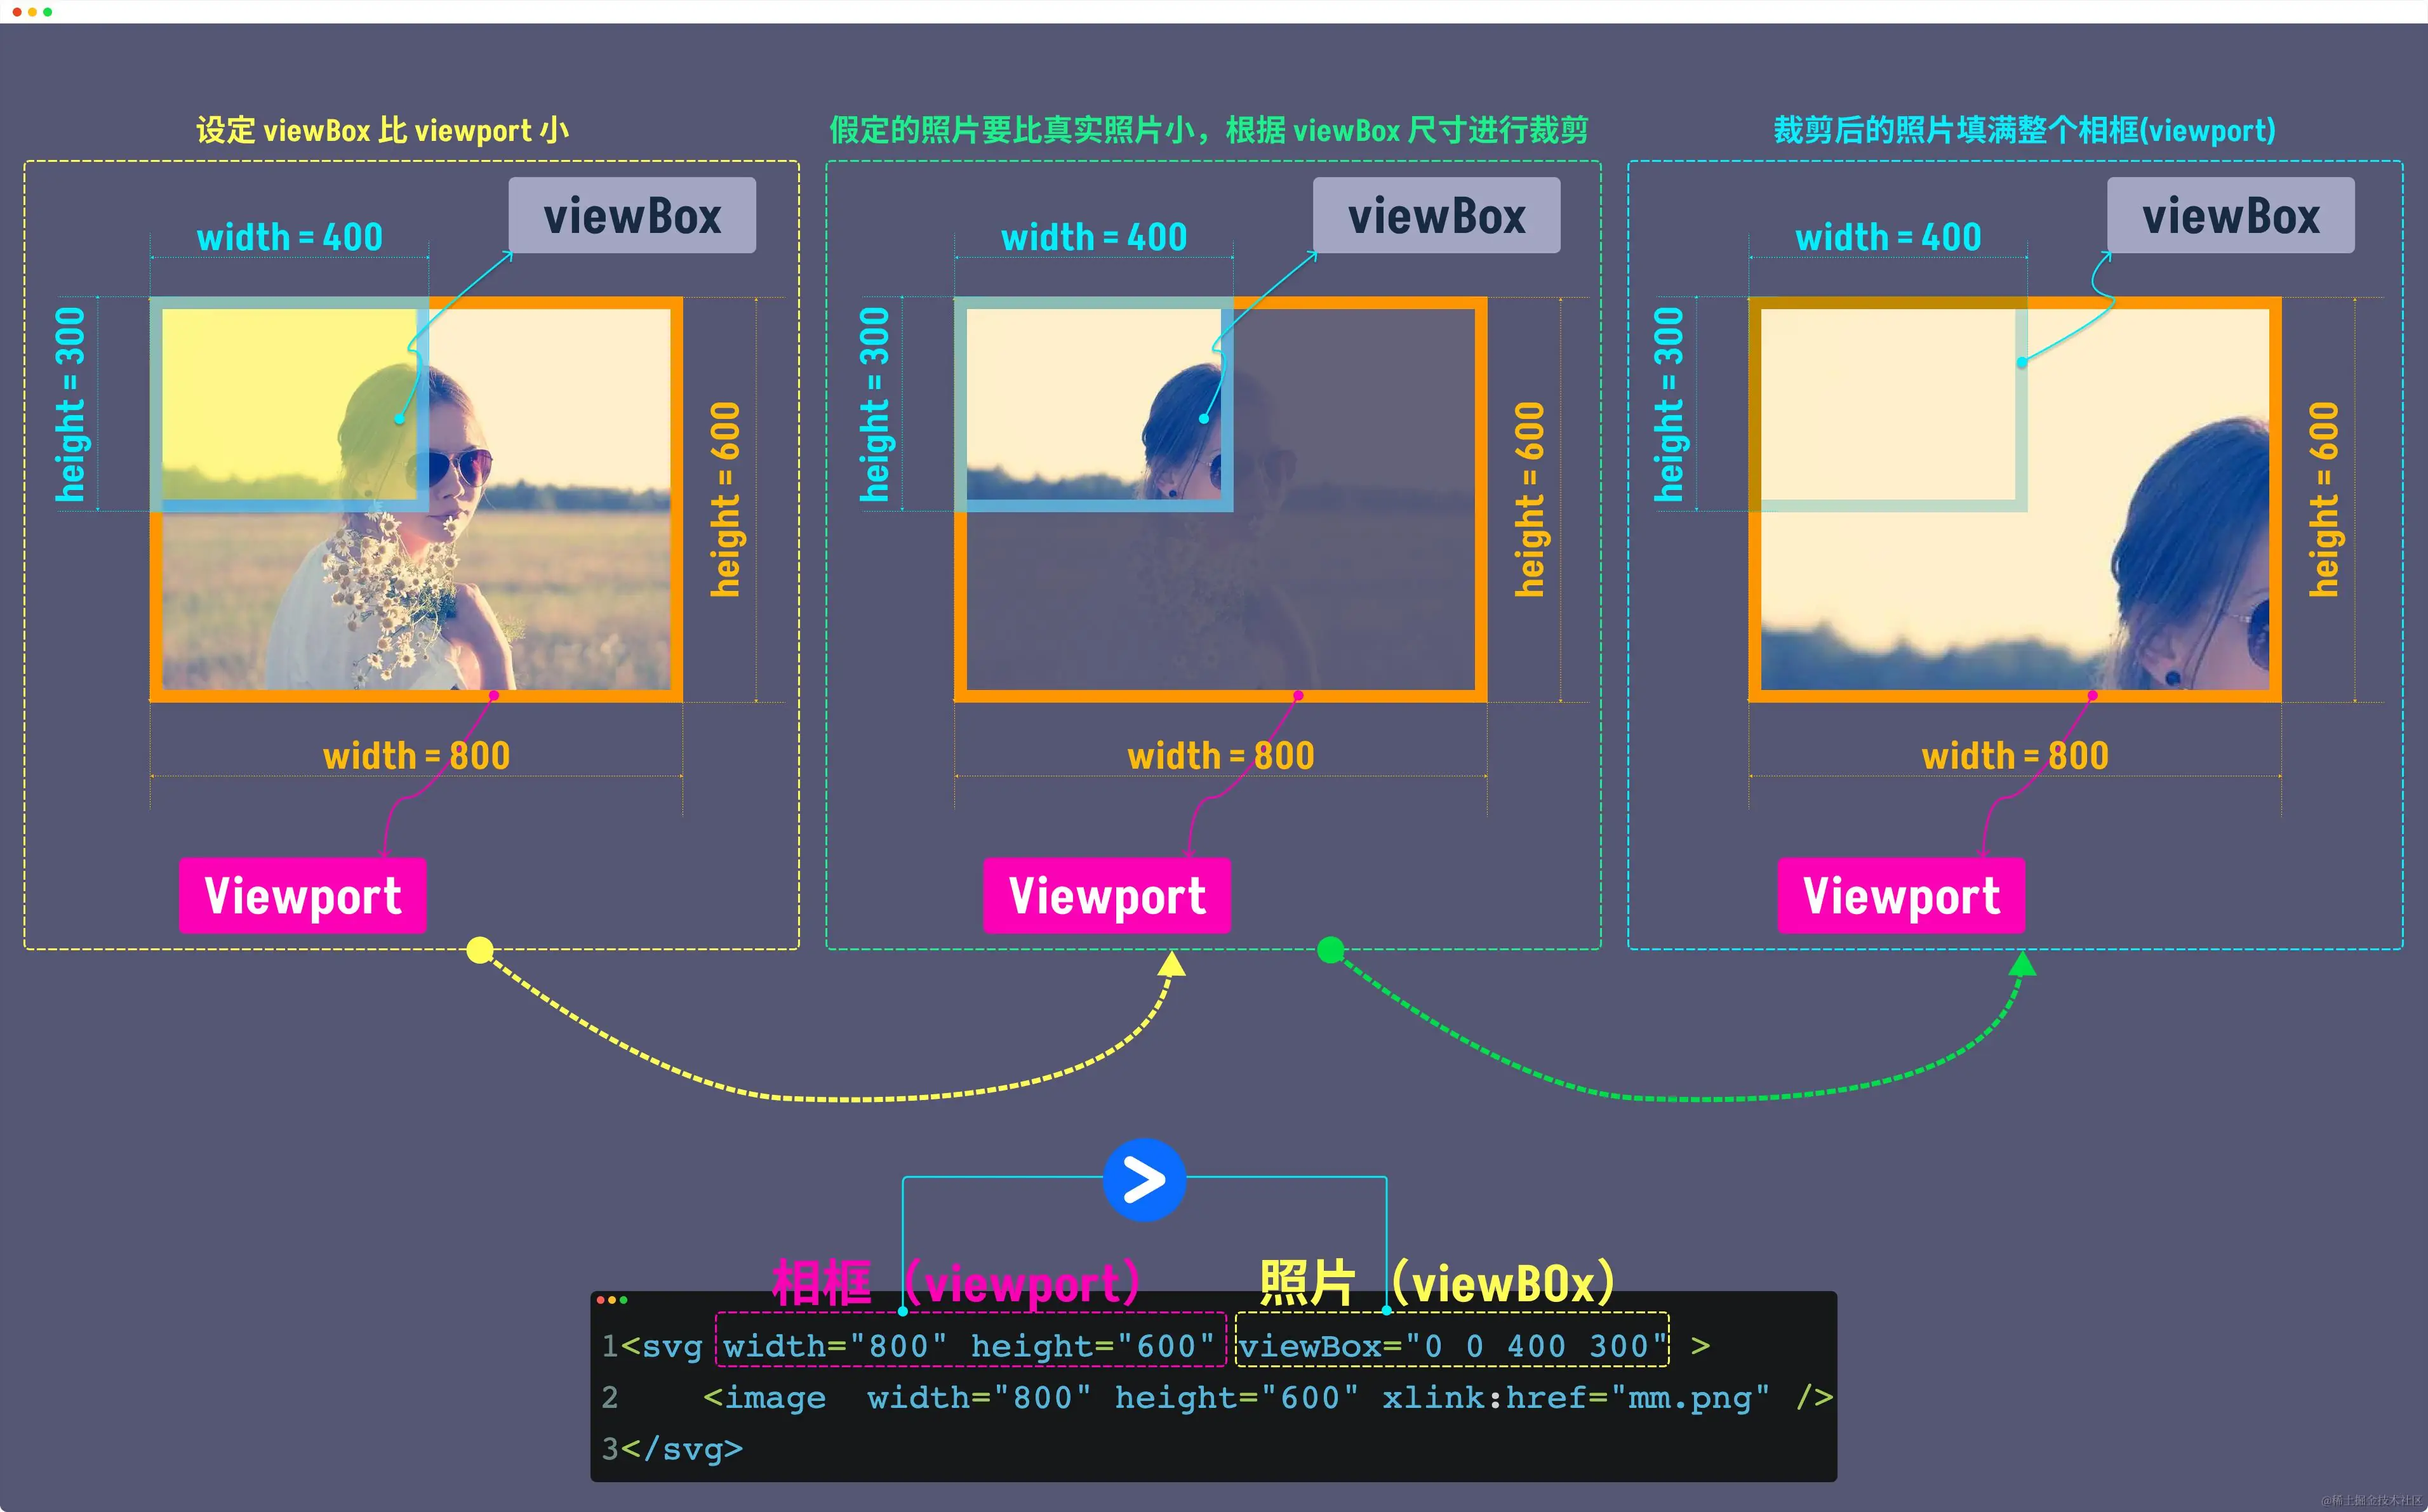 设定 viewBox 比 viewport 小
假定的照片要比真实照片小，根据 viewBox 尺寸进行裁剪
裁剪后的照片填满整个相框(viewport)
viewBox
width = 400
height = 300
height = 600
width = 800
Viewport
viewBox
width = 400
height = 300
height = 600
width = 800
Viewport
viewBox
width = 400
height = 300
height = 600
width = 800
Viewport
>
相框（viewport）
照片（viewBOx）
1<svg width="800" height="600" viewBox="0 0 400 300" >
2    <image  width="800" height="600" xlink:href="mm.png" />
3</svg>
@稀土掘金技术社区